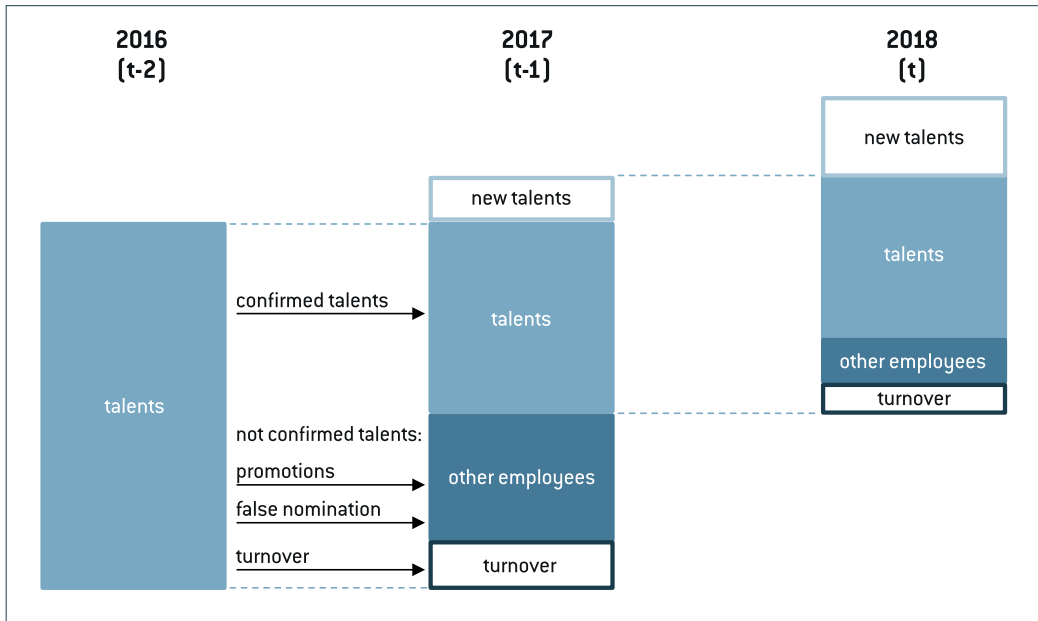 2016
(t-2)
2017
(t-1)
2018
(t)
new talents
new talents
talents
confirmed talents
talents
other employees
turnover
talents
not confirmed talents:
promotions
other employees
false nomination
turnover
turnover